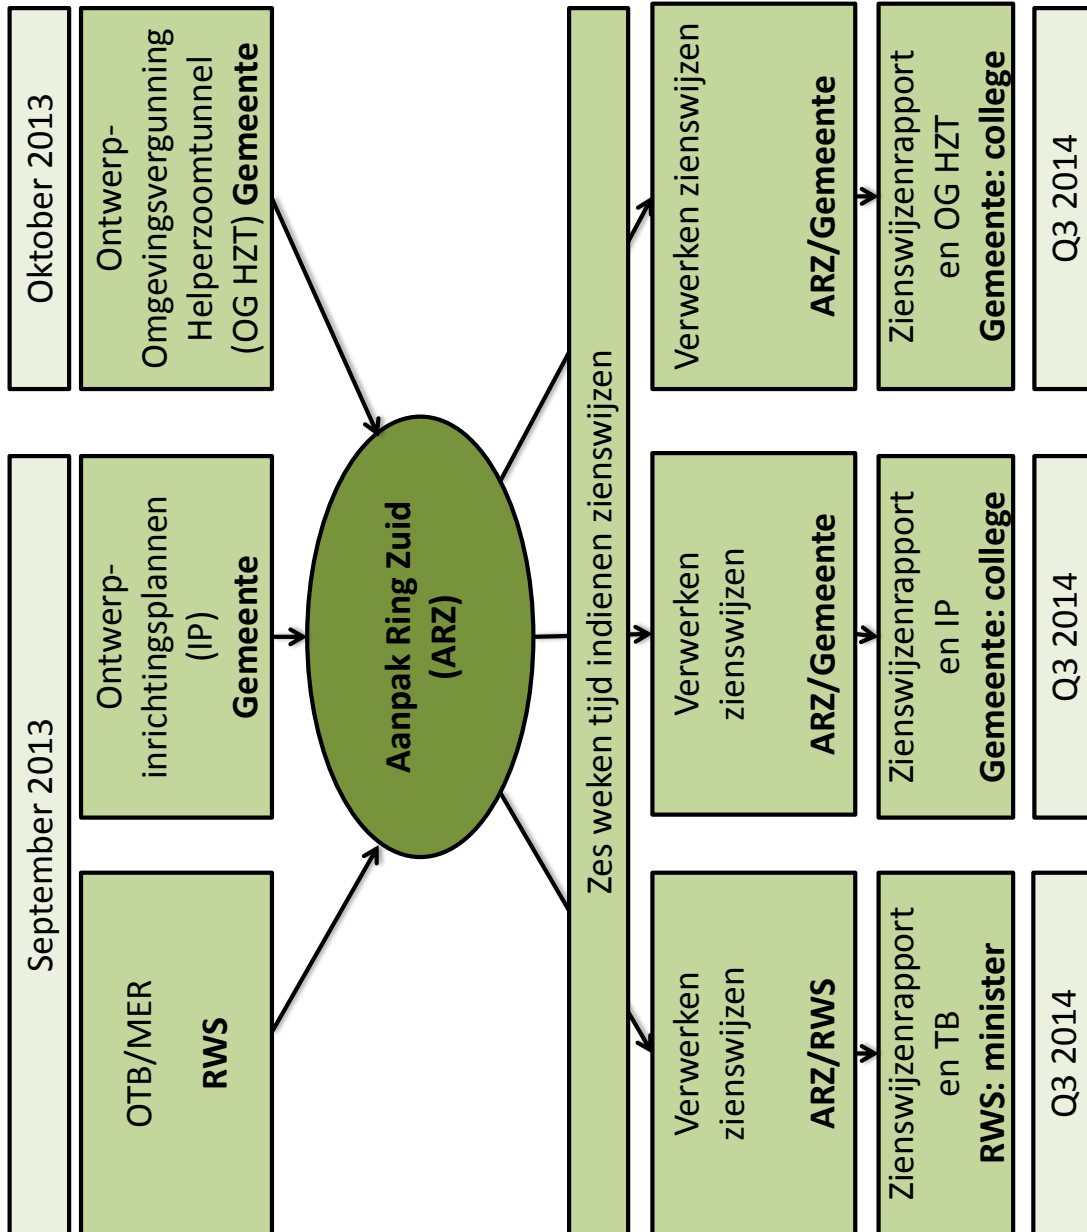 September 2013
Oktober 2013
OTB/MER
RWS
Ontwerp-
inrichtingsplannen
(IP)
Gemeente
Ontwerp-
Omgevingsvergunning
Helperzoomtunnel
(OG HZT) Gemeente
Aanpak Ring Zuid
(ARZ)
Zes weken tijd indienen zienswijzen
Verwerken
zienswijzen
ARZ/RWS
Verwerken
zienswijzen
ARZ/Gemeente
Verwerken zienswijzen
ARZ/Gemeente
Zienswijzenrapport
en TB
RWS: minister
Zienswijzenrapport
en IP
Gemeente: college
Zienswijzenrapport
en OG HZT
Gemeente: college
Q3 2014
Q3 2014
Q3 2014